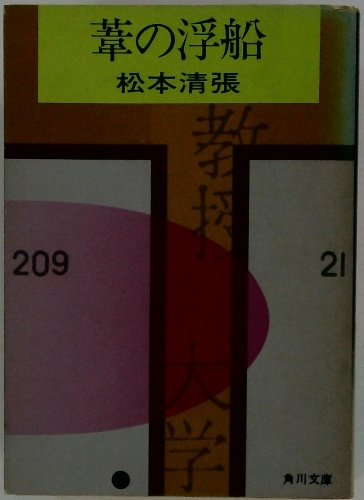 葦の浮船
松本清張
教授
大学
209
21
角川文庫